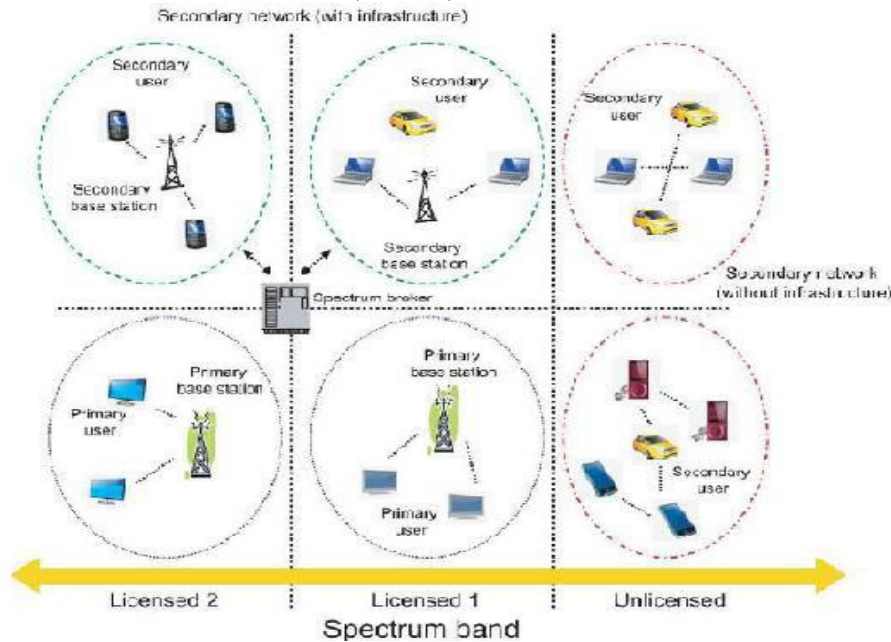 Secondary network (with infrastructure)
Secondary
user
Secondary
base station
Secondary
user
Secondary
base station
Secondary
user
Secondary network
(without infrastructure)
Spectrum broker
Primary
base station
Primary
user
Primary
base station
Primary
user
Secondary
user
Licensed 2
Licensed 1
Unlicensed
Spectrum band